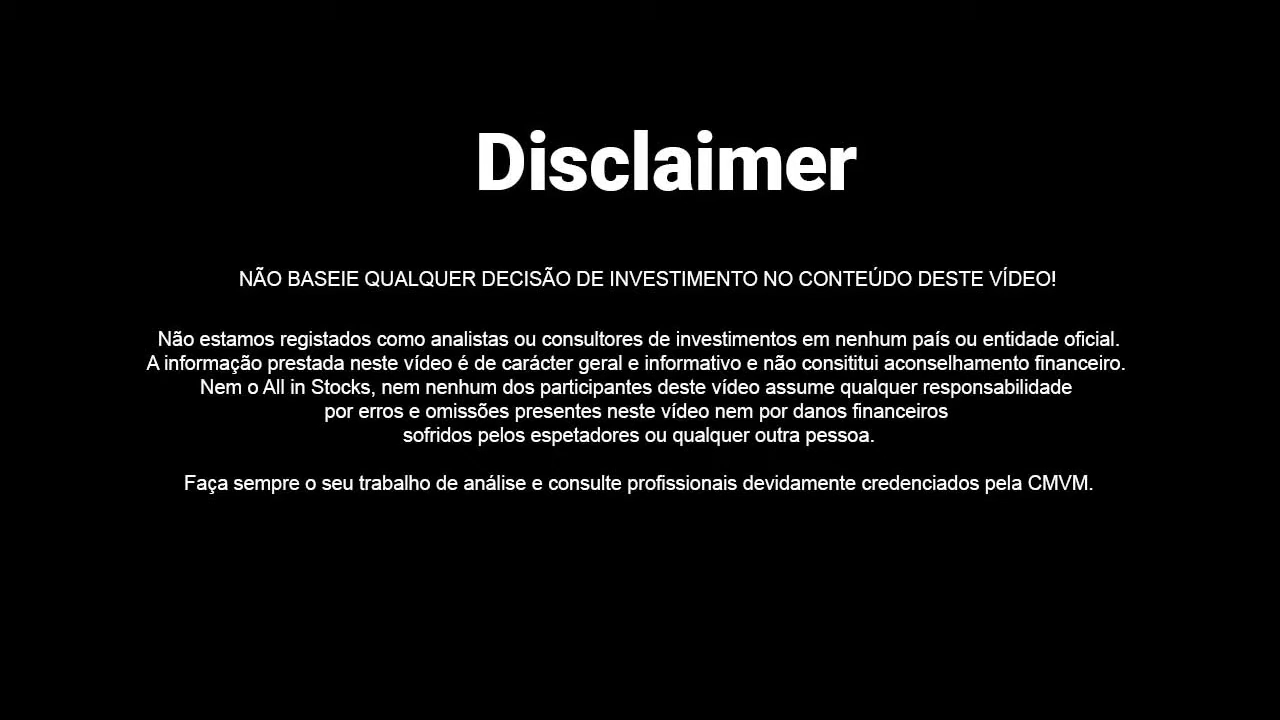 Disclaimer
NÃO BASEIE QUALQUER DECISÃO DE INVESTIMENTO NO CONTEÚDO DESTE VÍDEO!
Não estamos registados como analistas ou consultores de investimentos em nenhum país ou entidade oficial.
A informação prestada neste vídeo é de carácter geral e informativo e não consititui aconselhamento financeiro.
Nem o All in Stocks, nem nenhum dos participantes deste vídeo assume qualquer responsabilidade
por erros e omissões presentes neste vídeo nem por danos financeiros
sofridos pelos espetadores ou qualquer outra pessoa.
Faça sempre o seu trabalho de análise e consulte profissionais devidamente credenciados pela CMVM.